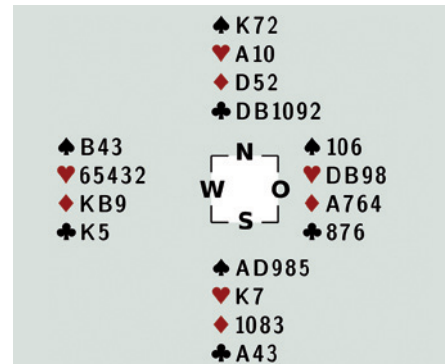 ♠ K72
♥ A10
♦ D52
♣ DB1092
♠ B43
♥ 65432
♦ KB9
♣ K5
N
W O
S
♠ 106
♥ DB98
♦ A764
♣ 876
♠ AD985
♥ K7
♦ 1083
♣ A43